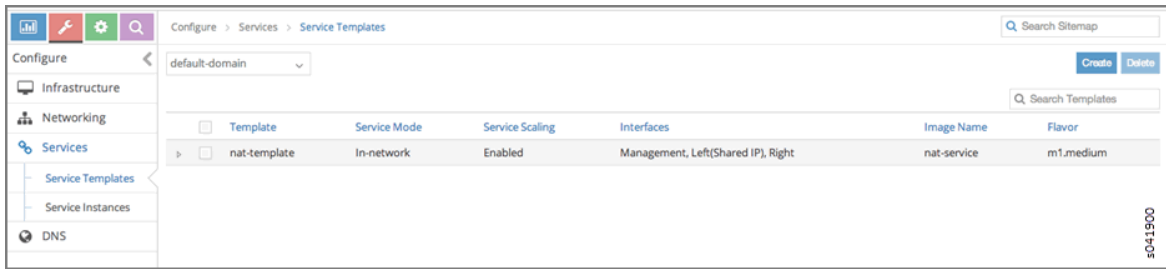 Configure > Services > Service Templates
Search Sitemap
Configure
default-domain
Create Delete
Infrastructure
Search Templates
Networking
Template Service Mode Service Scaling Interfaces Image Name Flavor
Services
nat-template In-network Enabled Management, Left(Shared IP), Right nat-service m1.medium
Service Templates
Service Instances
DNS
s041900